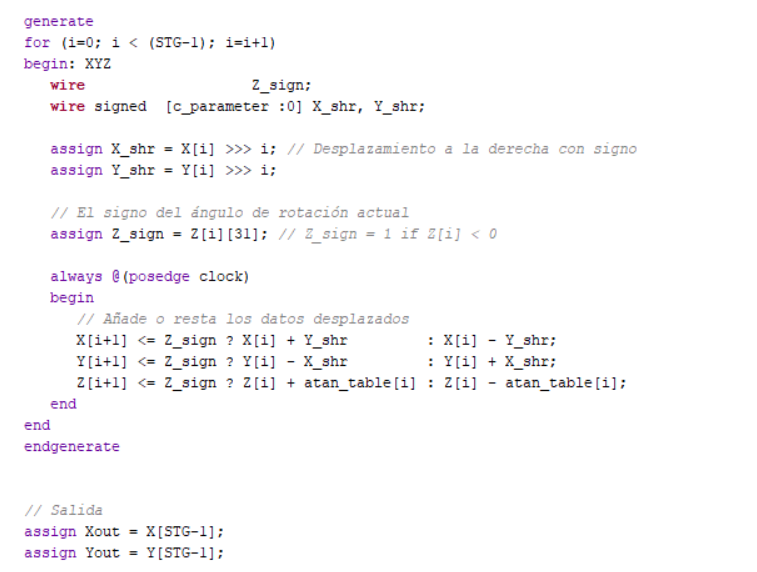 generate
for (i=0; i < (STG-1); i=i+1)
begin: XYZ
wire Z_sign;
wire signed [c_parameter :0] X_shr, Y_shr;
assign X_shr = X[i] >>> i; // Desplazamiento a la derecha con signo
assign Y_shr = Y[i] >>> i;
// El signo del ángulo de rotación actual
assign Z_sign = Z[i][31]; // Z_sign = 1 if Z[i] < 0
always @(posedge clock)
begin
// Añade o resta los datos desplazados
X[i+1] <= Z_sign ? X[i] + Y_shr : X[i] - Y_shr;
Y[i+1] <= Z_sign ? Y[i] - X_shr : Y[i] + X_shr;
Z[i+1] <= Z_sign ? Z[i] + atan_table[i] : Z[i] - atan_table[i];
end
end
endgenerate
// Salida
assign Xout = X[STG-1];
assign Yout = Y[STG-1];